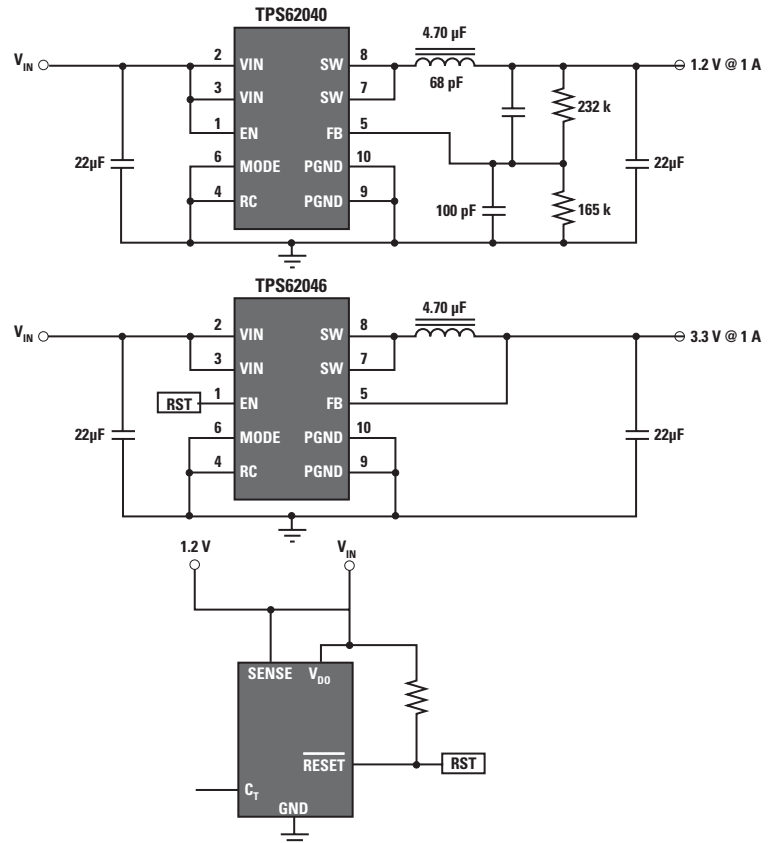 TPS62040
V_IN
2 VIN SW 8
3 VIN SW 7
1 EN FB 5
6 MODE PGND 10
4 RC PGND 9
4.70 µF
68 pF
1.2 V @ 1 A
232 k
22µF
22µF
100 pF
165 k
TPS62046
V_IN
2 VIN SW 8
3 VIN SW 7
RST 1 EN FB 5
6 MODE PGND 10
4 RC PGND 9
4.70 µF
3.3 V @ 1 A
22µF
22µF
1.2 V
V_IN
SENSE V_DO
RESET
RST
C_T
GND